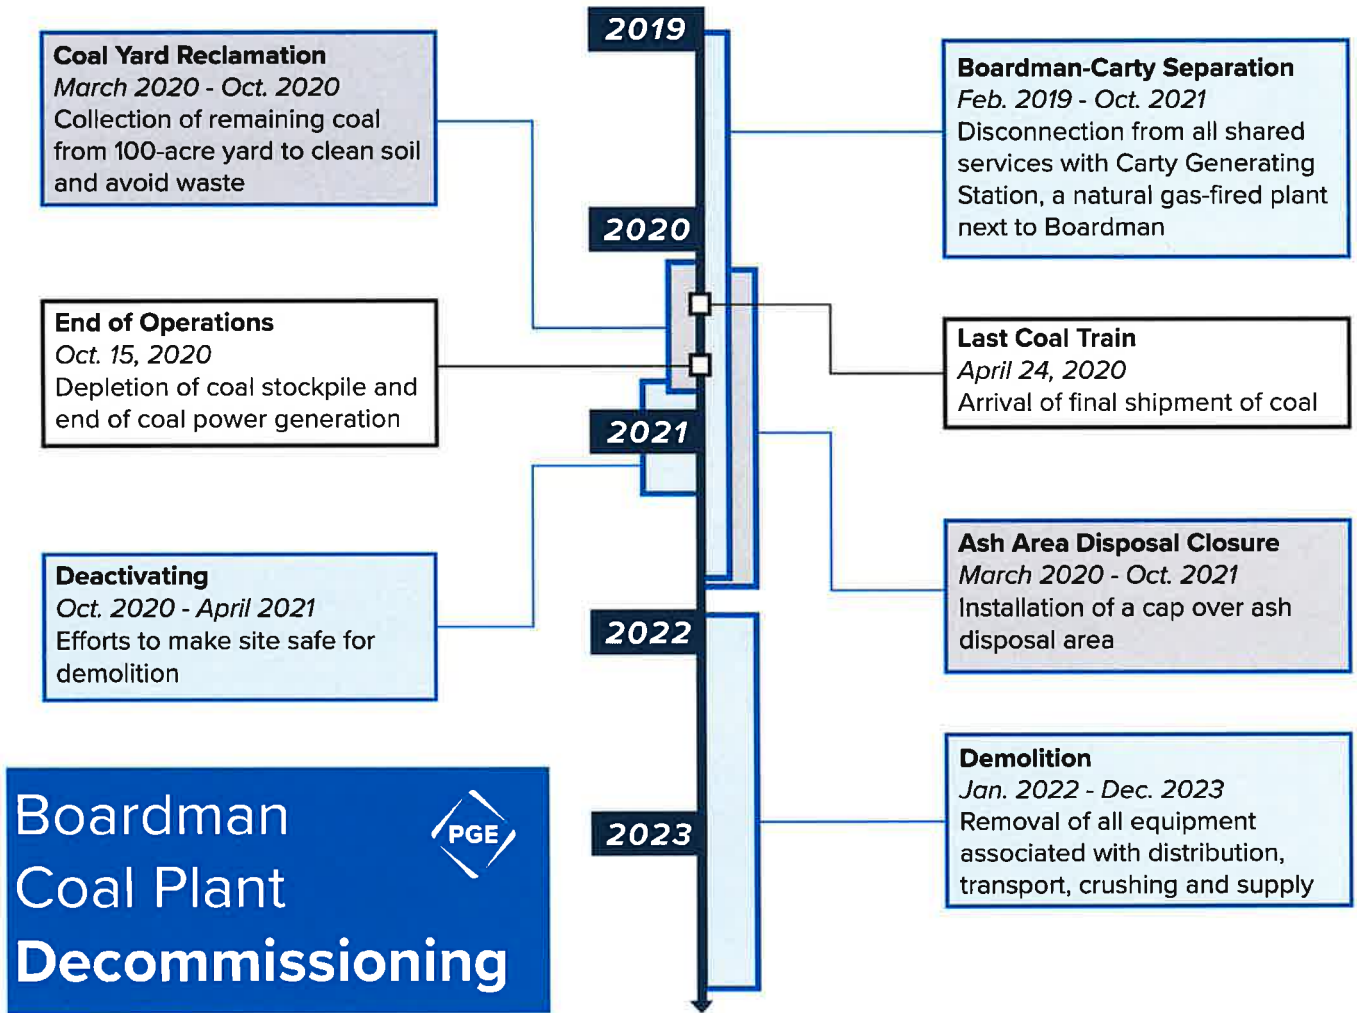 2019
Coal Yard Reclamation
March 2020 - Oct. 2020
Collection of remaining coal
from 100-acre yard to clean soil
and avoid waste
Boardman-Carty Separation
Feb. 2019 - Oct. 2021
Disconnection from all shared
services with Carty Generating
Station, a natural gas-fired plant
next to Boardman
2020
End of Operations
Oct. 15, 2020
Depletion of coal stockpile and
end of coal power generation
Last Coal Train
April 24, 2020
Arrival of final shipment of coal
2021
Deactivating
Oct. 2020 - April 2021
Efforts to make site safe for
demolition
Ash Area Disposal Closure
March 2020 - Oct. 2021
Installation of a cap over ash
disposal area
2022
Demolition
Jan. 2022 - Dec. 2023
Removal of all equipment
associated with distribution,
transport, crushing and supply
2023
Boardman
Coal Plant
Decommissioning
PGE